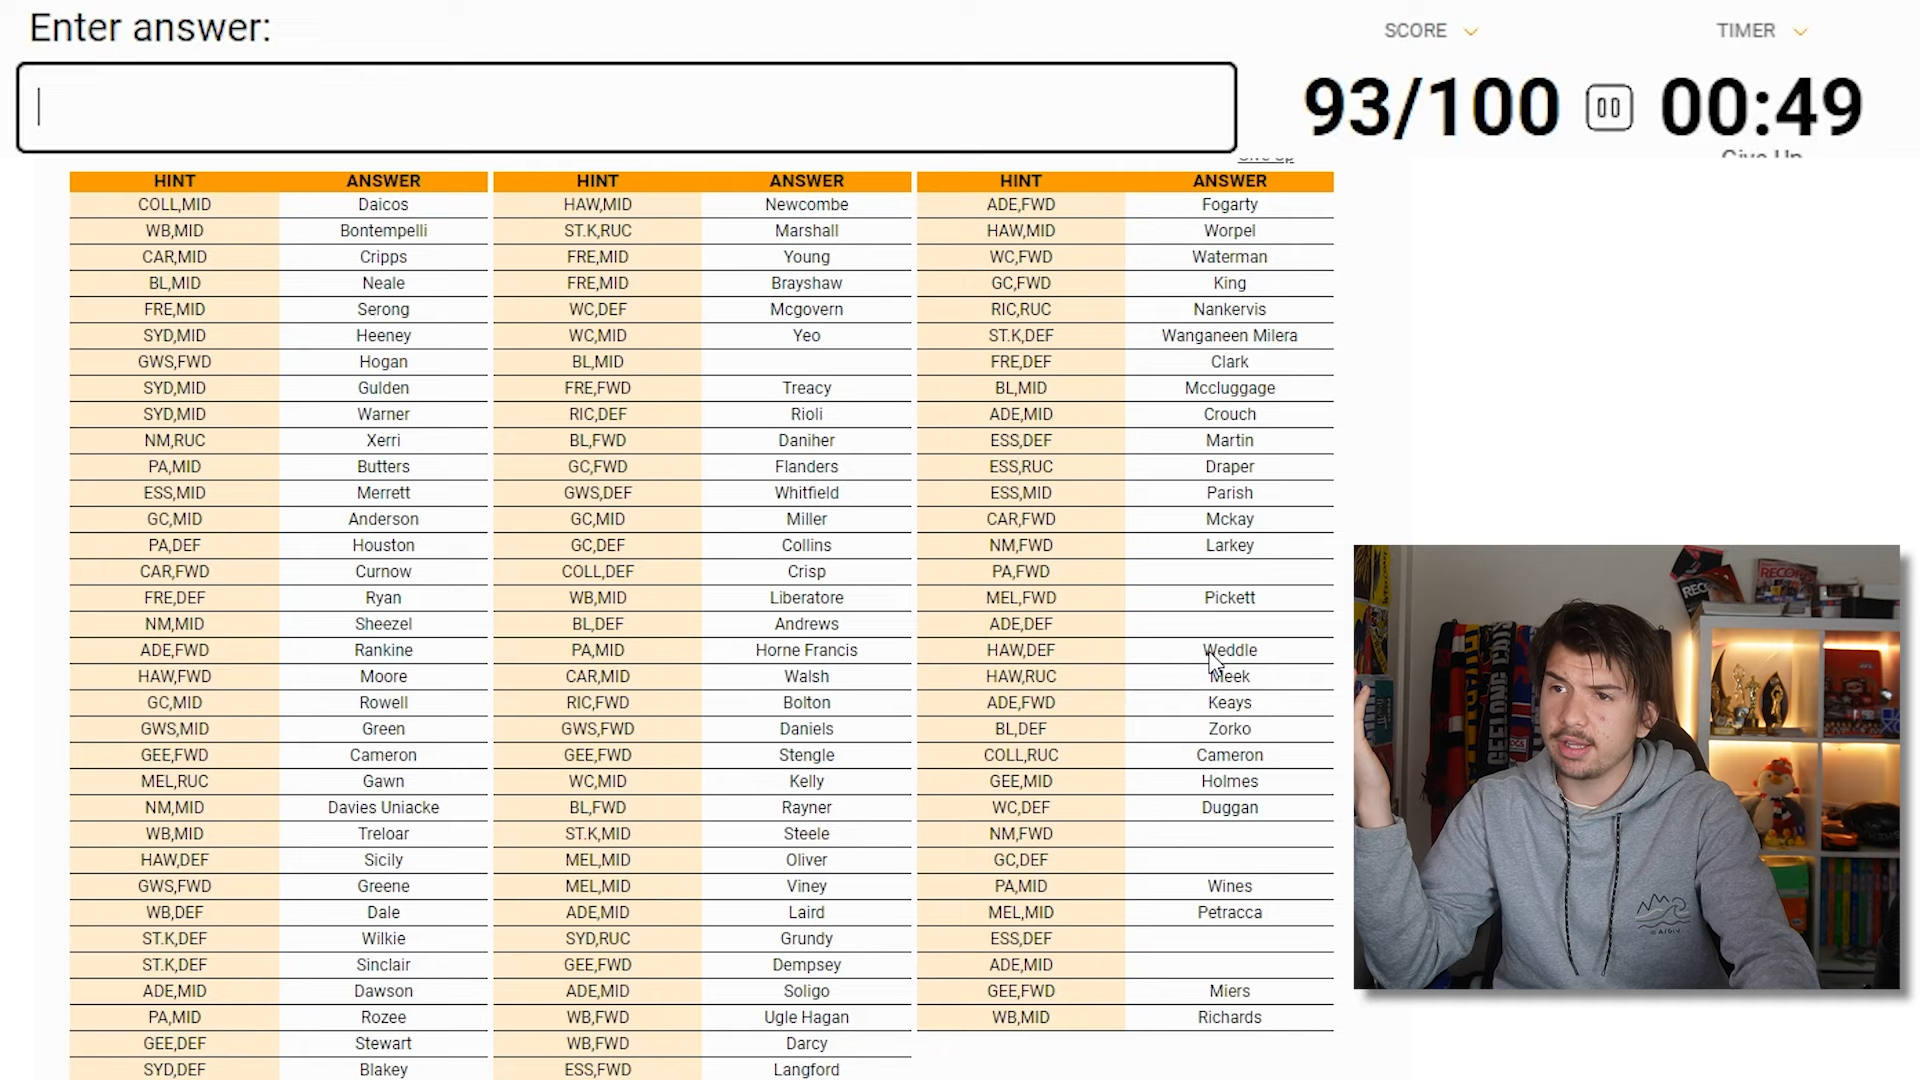 Enter answer:
SCORE
TIMER
93/100
00:49
Give Up
Give Up
HINT ANSWER
COLL,MID Daicos
WB,MID Bontempelli
CAR,MID Cripps
BL,MID Neale
FRE,MID Serong
SYD,MID Heeney
GWS,FWD Hogan
SYD,MID Gulden
SYD,MID Warner
NM,RUC Xerri
PA,MID Butters
ESS,MID Merrett
GC,MID Anderson
PA,DEF Houston
CAR,FWD Curnow
FRE,DEF Ryan
NM,MID Sheezel
ADE,FWD Rankine
HAW,FWD Moore
GC,MID Rowell
GWS,MID Green
GEE,FWD Cameron
MEL,RUC Gawn
NM,MID Davies Uniacke
WB,MID Treloar
HAW,DEF Sicily
GWS,FWD Greene
WB,DEF Dale
ST.K,DEF Wilkie
ST.K,DEF Sinclair
ADE,MID Dawson
PA,MID Rozee
GEE,DEF Stewart
SYD,DEF Blakey
HINT ANSWER
HAW,MID Newcombe
ST.K,RUC Marshall
FRE,MID Young
FRE,MID Brayshaw
WC,DEF Mcgovern
WC,MID Yeo
BL,MID
FRE,FWD Treacy
RIC,DEF Rioli
BL,FWD Daniher
GC,FWD Flanders
GWS,DEF Whitfield
GC,MID Miller
GC,DEF Collins
COLL,DEF Crisp
WB,MID Liberatore
BL,DEF Andrews
PA,MID Horne Francis
CAR,MID Walsh
RIC,FWD Bolton
GWS,FWD Daniels
GEE,FWD Stengle
WC,MID Kelly
BL,FWD Rayner
ST.K,MID Steele
MEL,MID Oliver
MEL,MID Viney
ADE,MID Laird
SYD,RUC Grundy
GEE,FWD Dempsey
ADE,MID Soligo
WB,FWD Ugle Hagan
WB,FWD Darcy
ESS,FWD Langford
HINT ANSWER
ADE,FWD Fogarty
HAW,MID Worpel
WC,FWD Waterman
GC,FWD King
RIC,RUC Nankervis
ST.K,DEF Wanganeen Milera
FRE,DEF Clark
BL,MID Mccluggage
ADE,MID Crouch
ESS,DEF Martin
ESS,RUC Draper
ESS,MID Parish
CAR,FWD Mckay
NM,FWD Larkey
PA,FWD
MEL,FWD Pickett
ADE,DEF
HAW,DEF Weddle
HAW,RUC Meek
ADE,FWD Keays
BL,DEF Zorko
COLL,RUC Cameron
GEE,MID Holmes
WC,DEF Duggan
NM,FWD
GC,DEF
PA,MID Wines
MEL,MID Petracca
ESS,DEF
ADE,MID
GEE,FWD Miers
WB,MID Richards
RECORD
GEELONG CATS